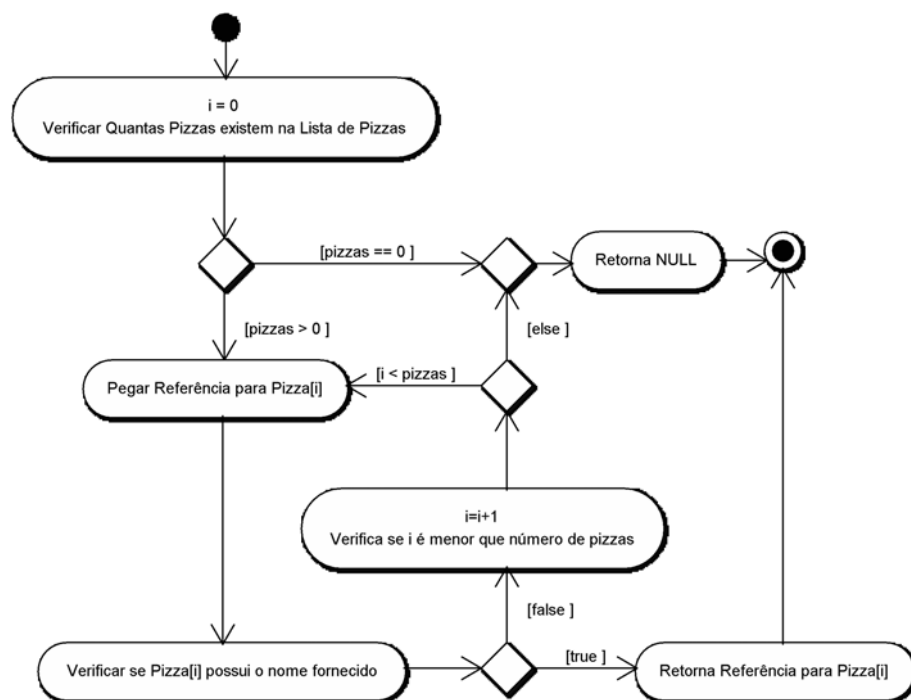 i = 0
Verificar Quantas Pizzas existem na Lista de Pizzas
[pizzas == 0 ]
Retorna NULL
[pizzas > 0 ]
[else ]
Pegar Referência para Pizza[i]
[i < pizzas ]
i=i+1
Verifica se i é menor que número de pizzas
[false ]
Verificar se Pizza[i] possui o nome fornecido
[true ]
Retorna Referência para Pizza[i]